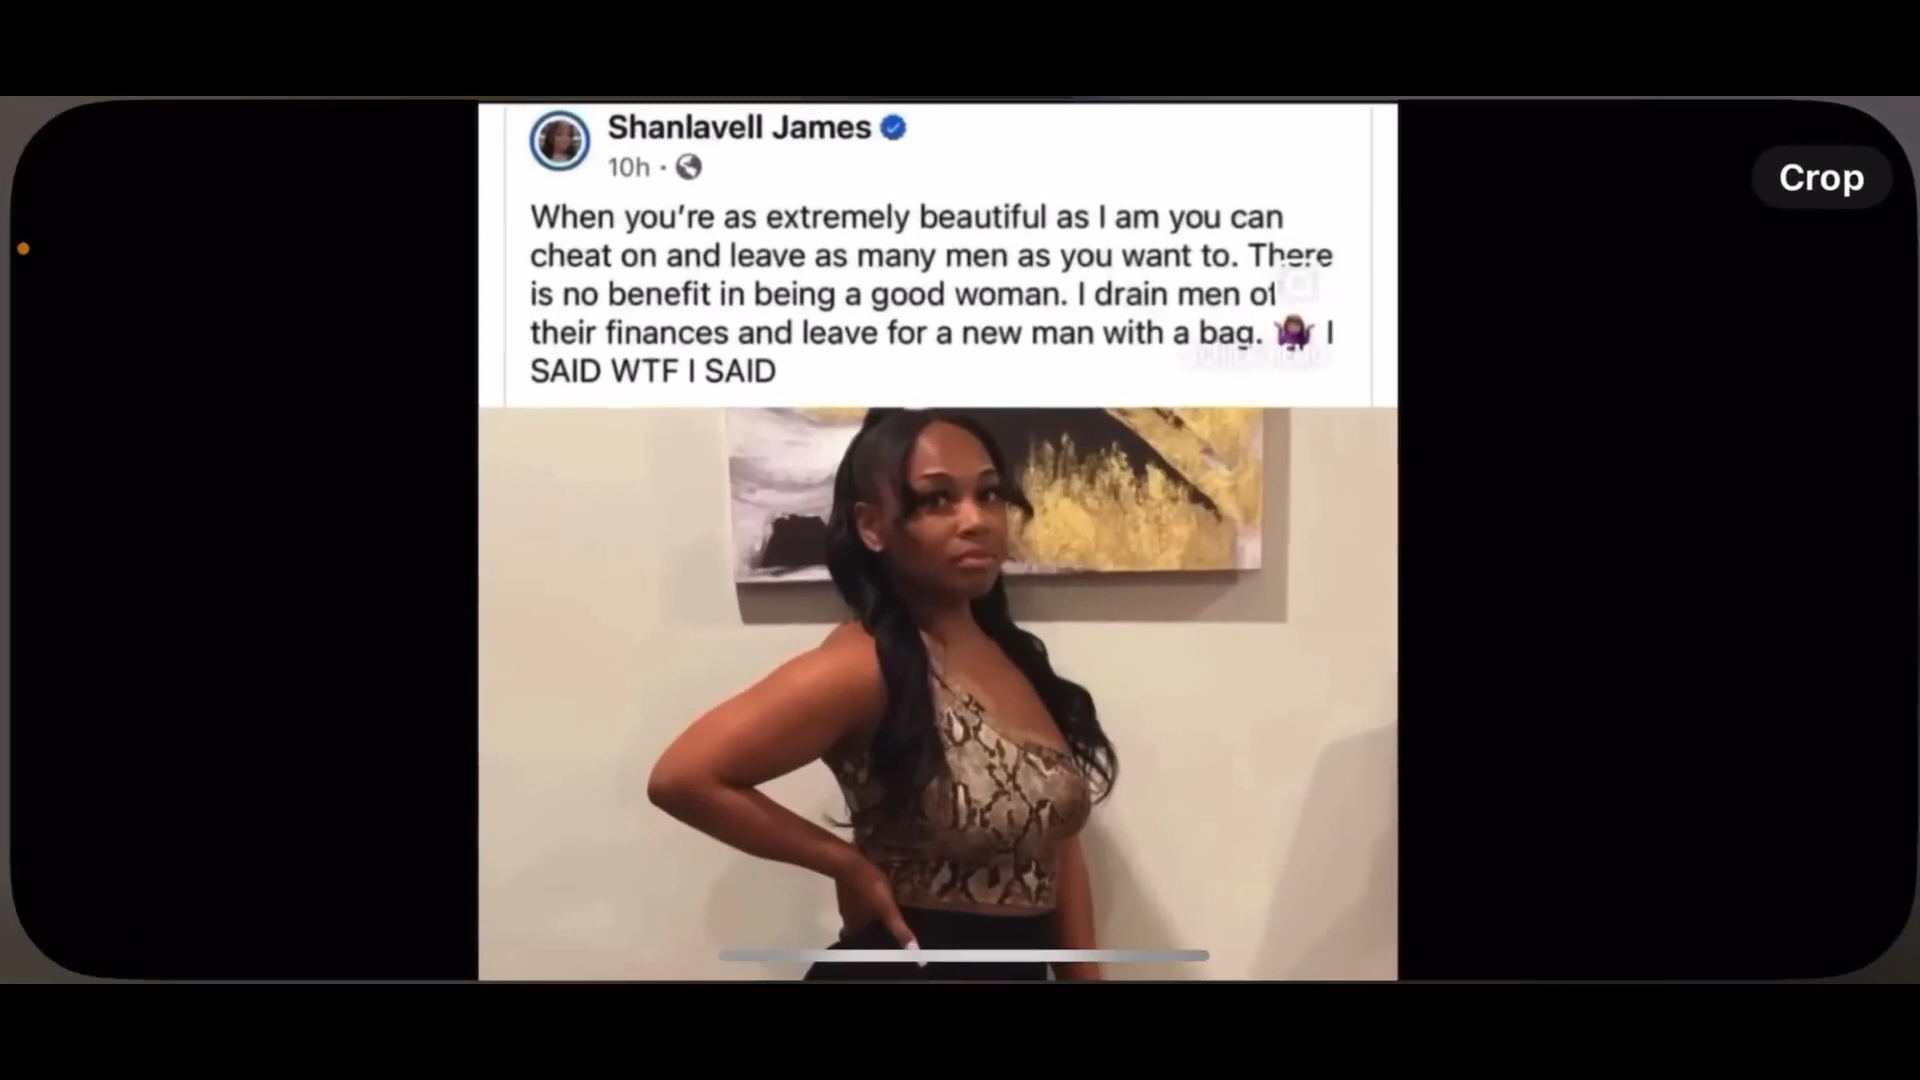 Shanlavell James
10h
When you're as extremely beautiful as I am you can
cheat on and leave as many men as you want to. There
is no benefit in being a good woman. I drain men of
their finances and leave for a new man with a bag. 🤷🏾‍♀️ I
SAID WTF I SAID
Crop